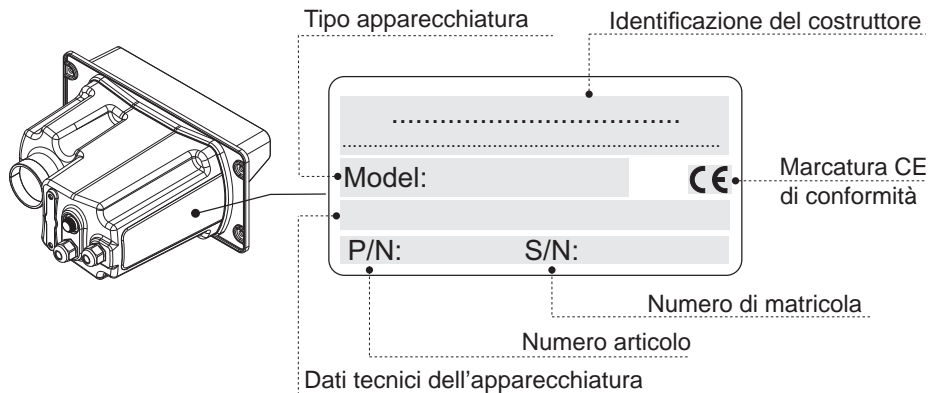 Tipo apparecchiatura
Identificazione del costruttore
Model:
CE
Marcatura CE
di conformità
P/N:
S/N:
Numero di matricola
Numero articolo
Dati tecnici dell'apparecchiatura